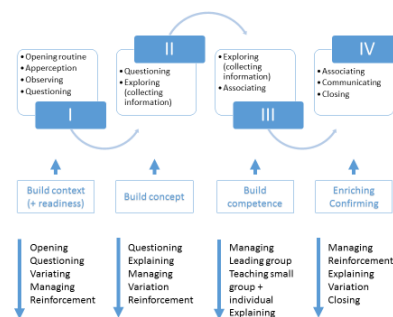 • Opening routine
• Apperception
• Observing
• Questioning
I
II
• Questioning
• Exploring
(collecting
information)
• Exploring
(collecting
information)
• Associating
III
IV
• Associating
• Communicating
• Closing
Build context
(+ readiness)
Build concept
Build
competence
Enriching
Confirming
Opening
Questioning
Variating
Managing
Reinforcement
Questioning
Explaining
Managing
Variation
Reinforcement
Managing
Leading group
Teaching small
group +
individual
Explaining
Managing
Reinforcement
Explaining
Variation
Closing